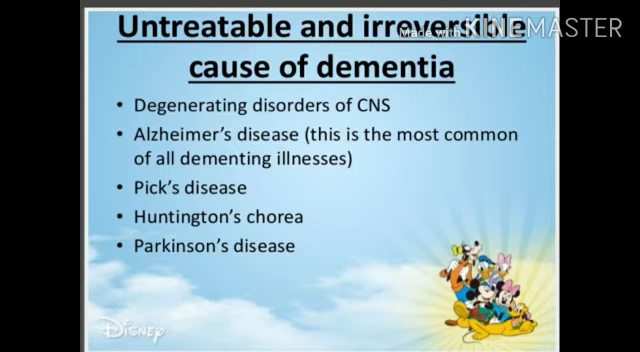 Untreatable and irreversible
Made with KINEMASTER
cause of dementia
• Degenerating disorders of CNS
• Alzheimer's disease (this is the most common
of all dementing illnesses)
• Pick's disease
• Huntington's chorea
• Parkinson's disease
DISNEY